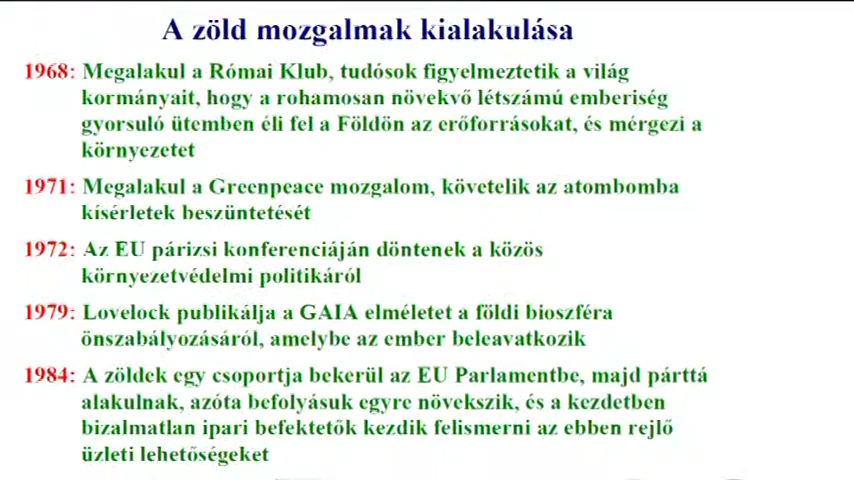 A zöld mozgalmak kialakulása
1968: Megalakul a Római Klub, tudósok figyelmeztetik a világ
kormányait, hogy a rohamosan növekvő létszámú emberiség
gyorsuló ütemben éli fel a Földön az erőforrásokat, és mérgezi a
környezetet
1971: Megalakul a Greenpeace mozgalom, követelik az atombomba
kísérletek beszüntetését
1972: Az EU párizsi konferenciáján döntenek a közös
környezetvédelmi politikáról
1979: Lovelock publikálja a GAIA elméletet a földi bioszféra
önszabályozásáról, amelybe az ember beleavatkozik
1984: A zöldek egy csoportja bekerül az EU Parlamentbe, majd párttá
alakulnak, azóta befolyásuk egyre növekszik, és a kezdetben
bizalmatlan ipari befektetők kezdik felismerni az ebben rejlő
üzleti lehetőségeket